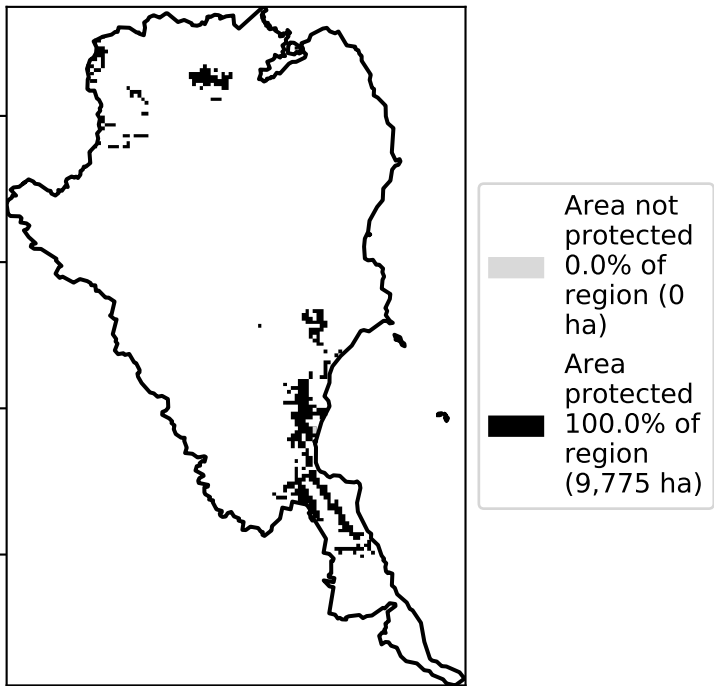 Area not
protected
0.0% of
region (0
ha)
Area
protected
100.0% of
region
(9,775 ha)